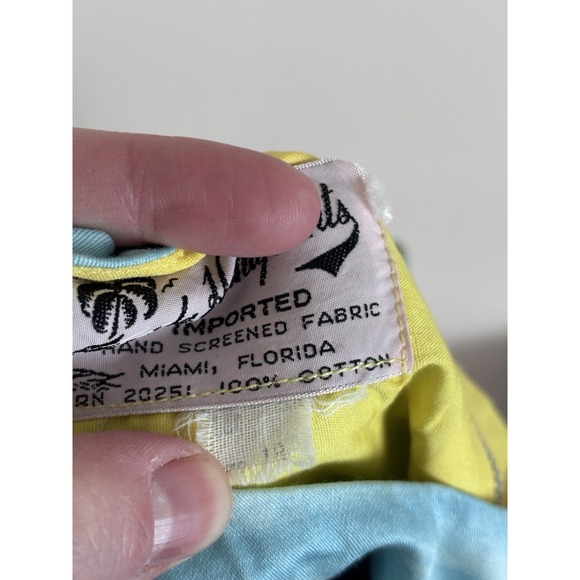 IMPORTED
HAND SCREENED FABRIC
MIAMI, FLORIDA
RN 20251 100% COTTON